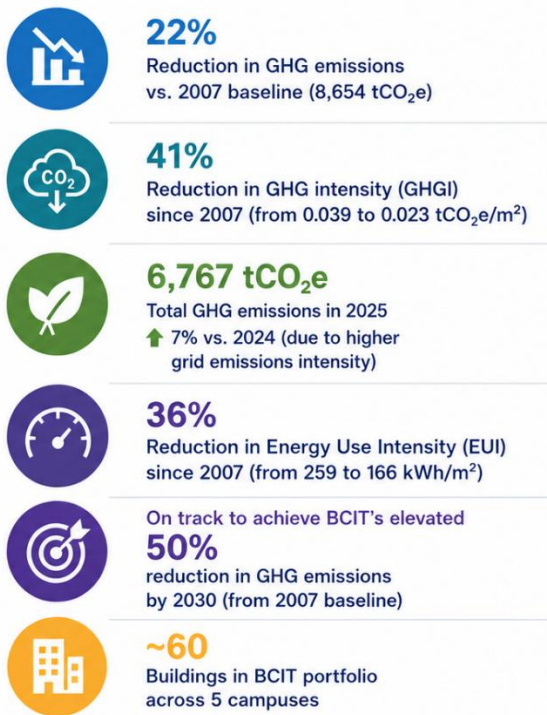 22%
Reduction in GHG emissions
vs. 2007 baseline (8,654 tCO₂e)
CO₂
41%
Reduction in GHG intensity (GHGI)
since 2007 (from 0.039 to 0.023 tCO₂e/m²)
6,767 tCO₂e
Total GHG emissions in 2025
7% vs. 2024 (due to higher
grid emissions intensity)
36%
Reduction in Energy Use Intensity (EUI)
since 2007 (from 259 to 166 kWh/m²)
On track to achieve BCIT’s elevated
50%
reduction in GHG emissions
by 2030 (from 2007 baseline)
~60
Buildings in BCIT portfolio
across 5 campuses